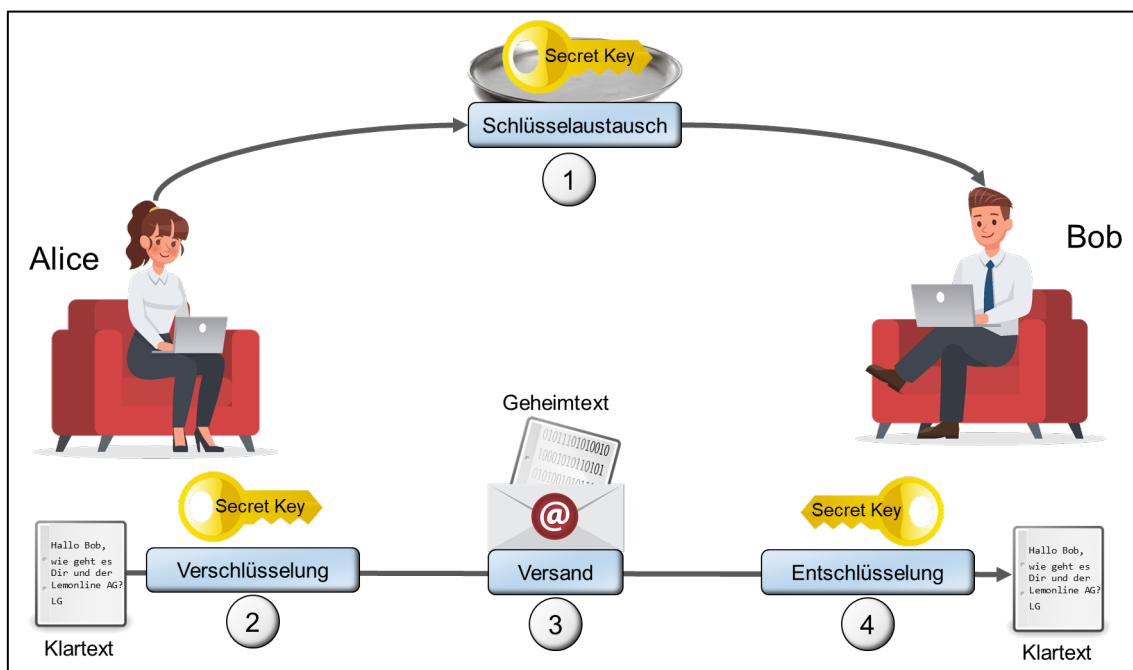 Secret Key
Schlüsselaustausch
1
Alice
Bob
Geheimtext
01011101010010
10001010110101
Secret Key
@
Secret Key
Hallo Bob,
wie geht es
Dir und der
Lemonline AG?
LG
Verschlüsselung
Versand
Entschlüsselung
Hallo Bob,
wie geht es
Dir und der
Lemonline AG?
LG
2
3
4
Klartext
Klartext